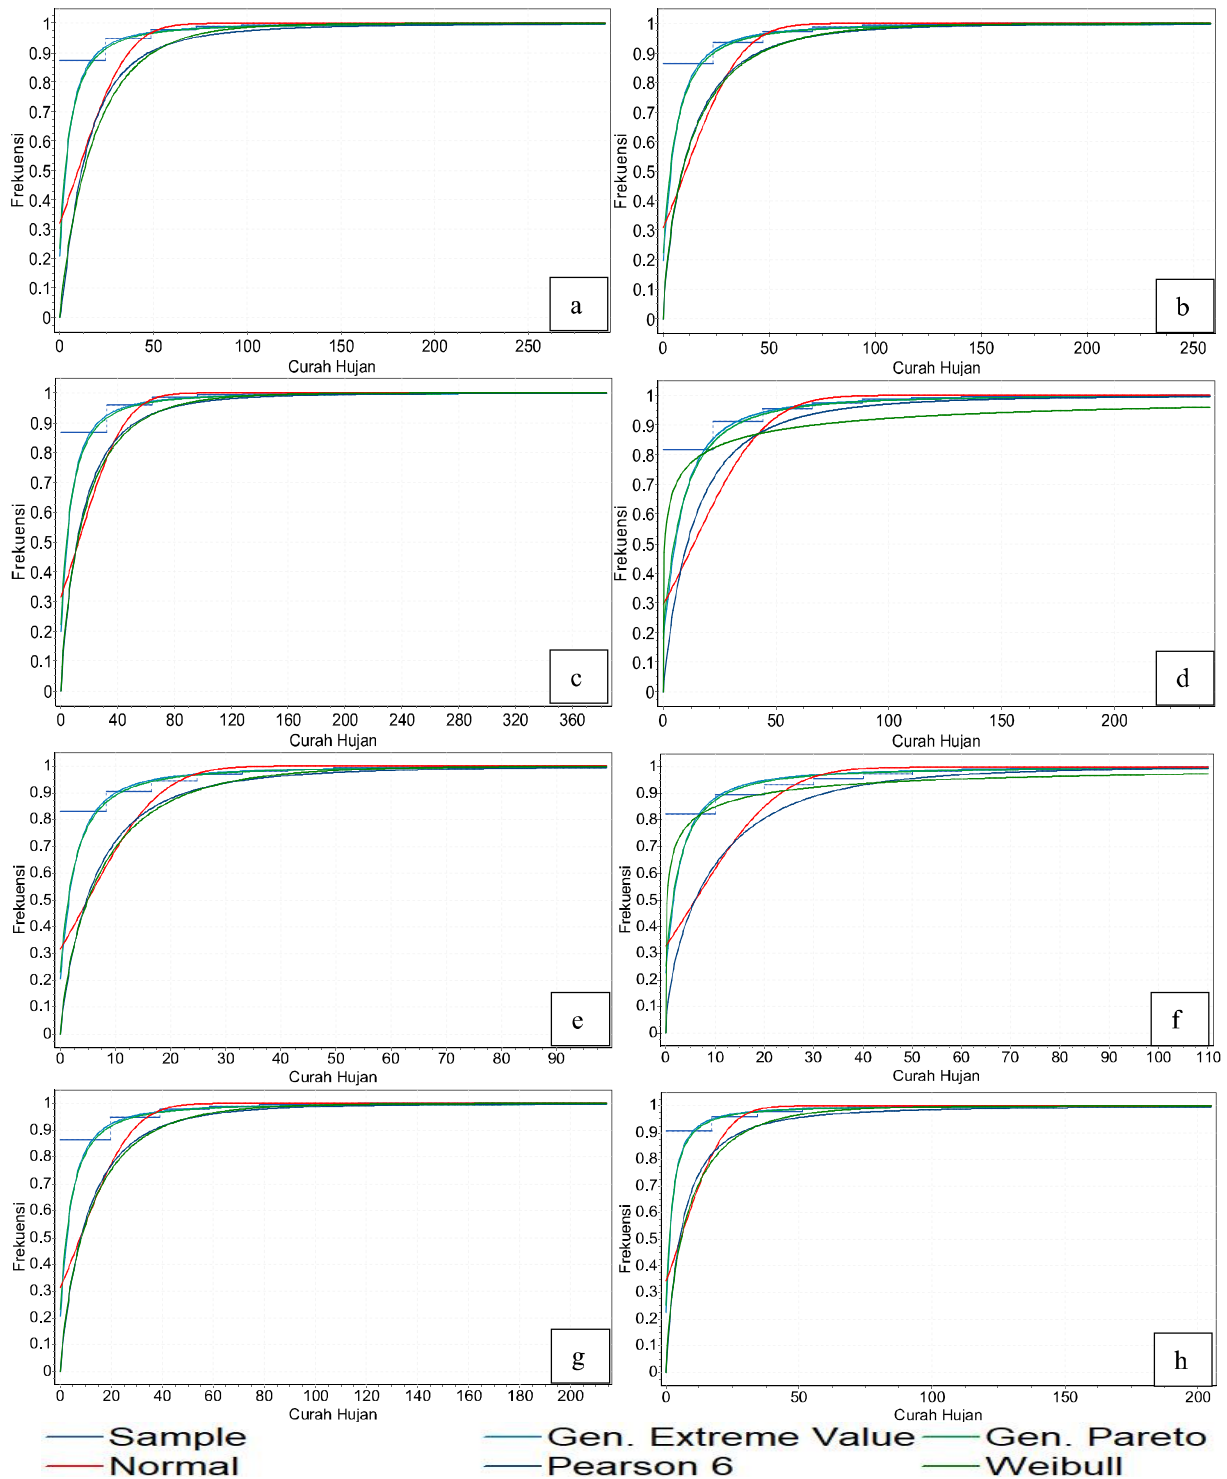 1
0.9
0.8
0.7
0.6
0.5
0.4
0.3
0.2
0.1
0
Frekuensi
0 50 100 150 200 250
Curah Hujan
a
1
0.9
0.8
0.7
0.6
0.5
0.4
0.3
0.2
0.1
0
Frekuensi
0 50 100 150 200 250
Curah Hujan
b
1
0.9
0.8
0.7
0.6
0.5
0.4
0.3
0.2
0.1
0
Frekuensi
0 40 80 120 160 200 240 280 320 360
Curah Hujan
c
1
0.9
0.8
0.7
0.6
0.5
0.4
0.3
0.2
0.1
0
Frekuensi
0 50 100 150 200
Curah Hujan
d
1
0.9
0.8
0.7
0.6
0.5
0.4
0.3
0.2
0.1
0
Frekuensi
0 10 20 30 40 50 60 70 80 90
Curah Hujan
e
1
0.9
0.8
0.7
0.6
0.5
0.4
0.3
0.2
0.1
0
Frekuensi
0 10 20 30 40 50 60 70 80 90 100 110
Curah Hujan
f
1
0.9
0.8
0.7
0.6
0.5
0.4
0.3
0.2
0.1
0
Frekuensi
0 20 40 60 80 100 120 140 160 180 200
Curah Hujan
g
1
0.9
0.8
0.7
0.6
0.5
0.4
0.3
0.2
0.1
0
Frekuensi
0 50 100 150 200
Curah Hujan
h
Sample Gen. Extreme Value Gen. Pareto
Normal Pearson 6 Weibull